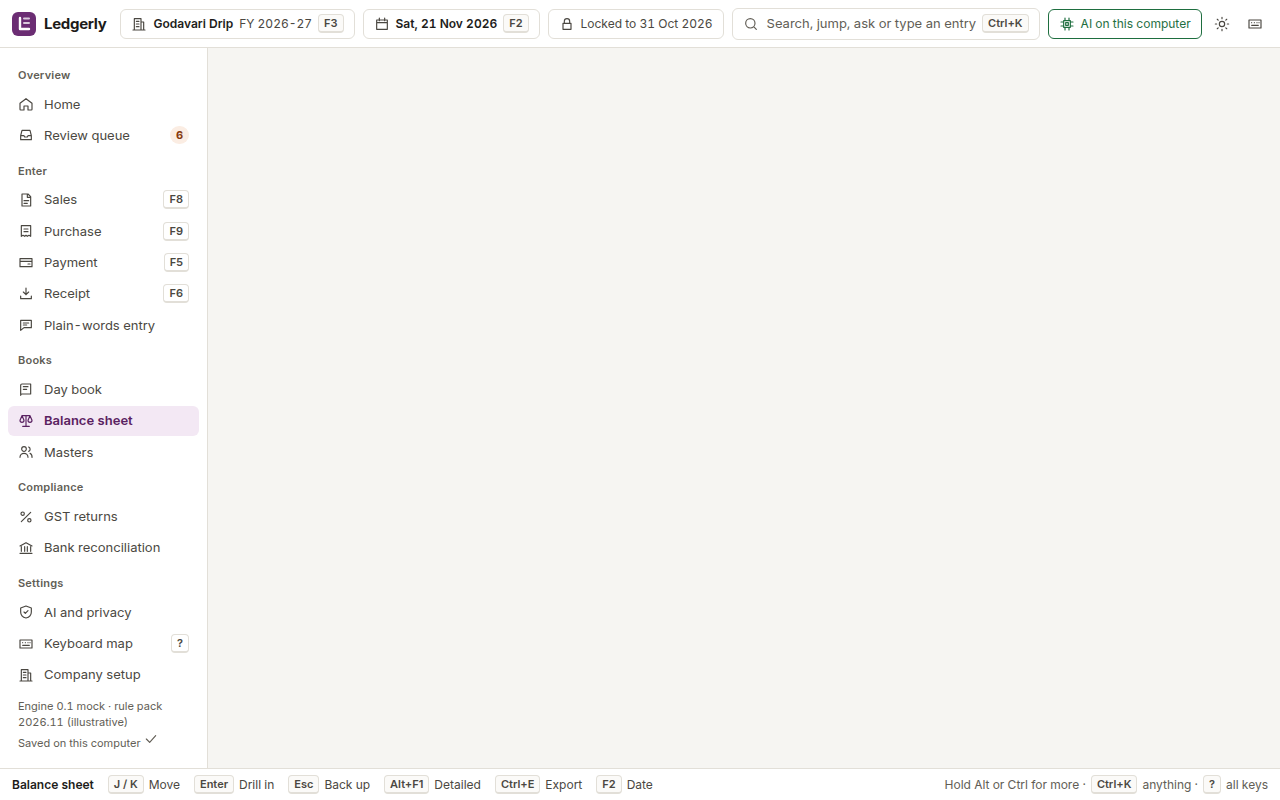 Ledgerly
Godavari Drip FY 2026-27 F3
Sat, 21 Nov 2026 F2
Locked to 31 Oct 2026
Search, jump, ask or type an entry Ctrl+K
AI on this computer
Overview
Home
Review queue 6
Enter
Sales F8
Purchase F9
Payment F5
Receipt F6
Plain-words entry
Books
Day book
Balance sheet
Masters
Compliance
GST returns
Bank reconciliation
Settings
AI and privacy
Keyboard map ?
Company setup
Engine 0.1 mock · rule pack
2026.11 (illustrative)
Saved on this computer
Balance sheet J / K Move Enter Drill in Esc Back up Alt+F1 Detailed Ctrl+E Export F2 Date
Hold Alt or Ctrl for more · Ctrl+K anything · ? all keys